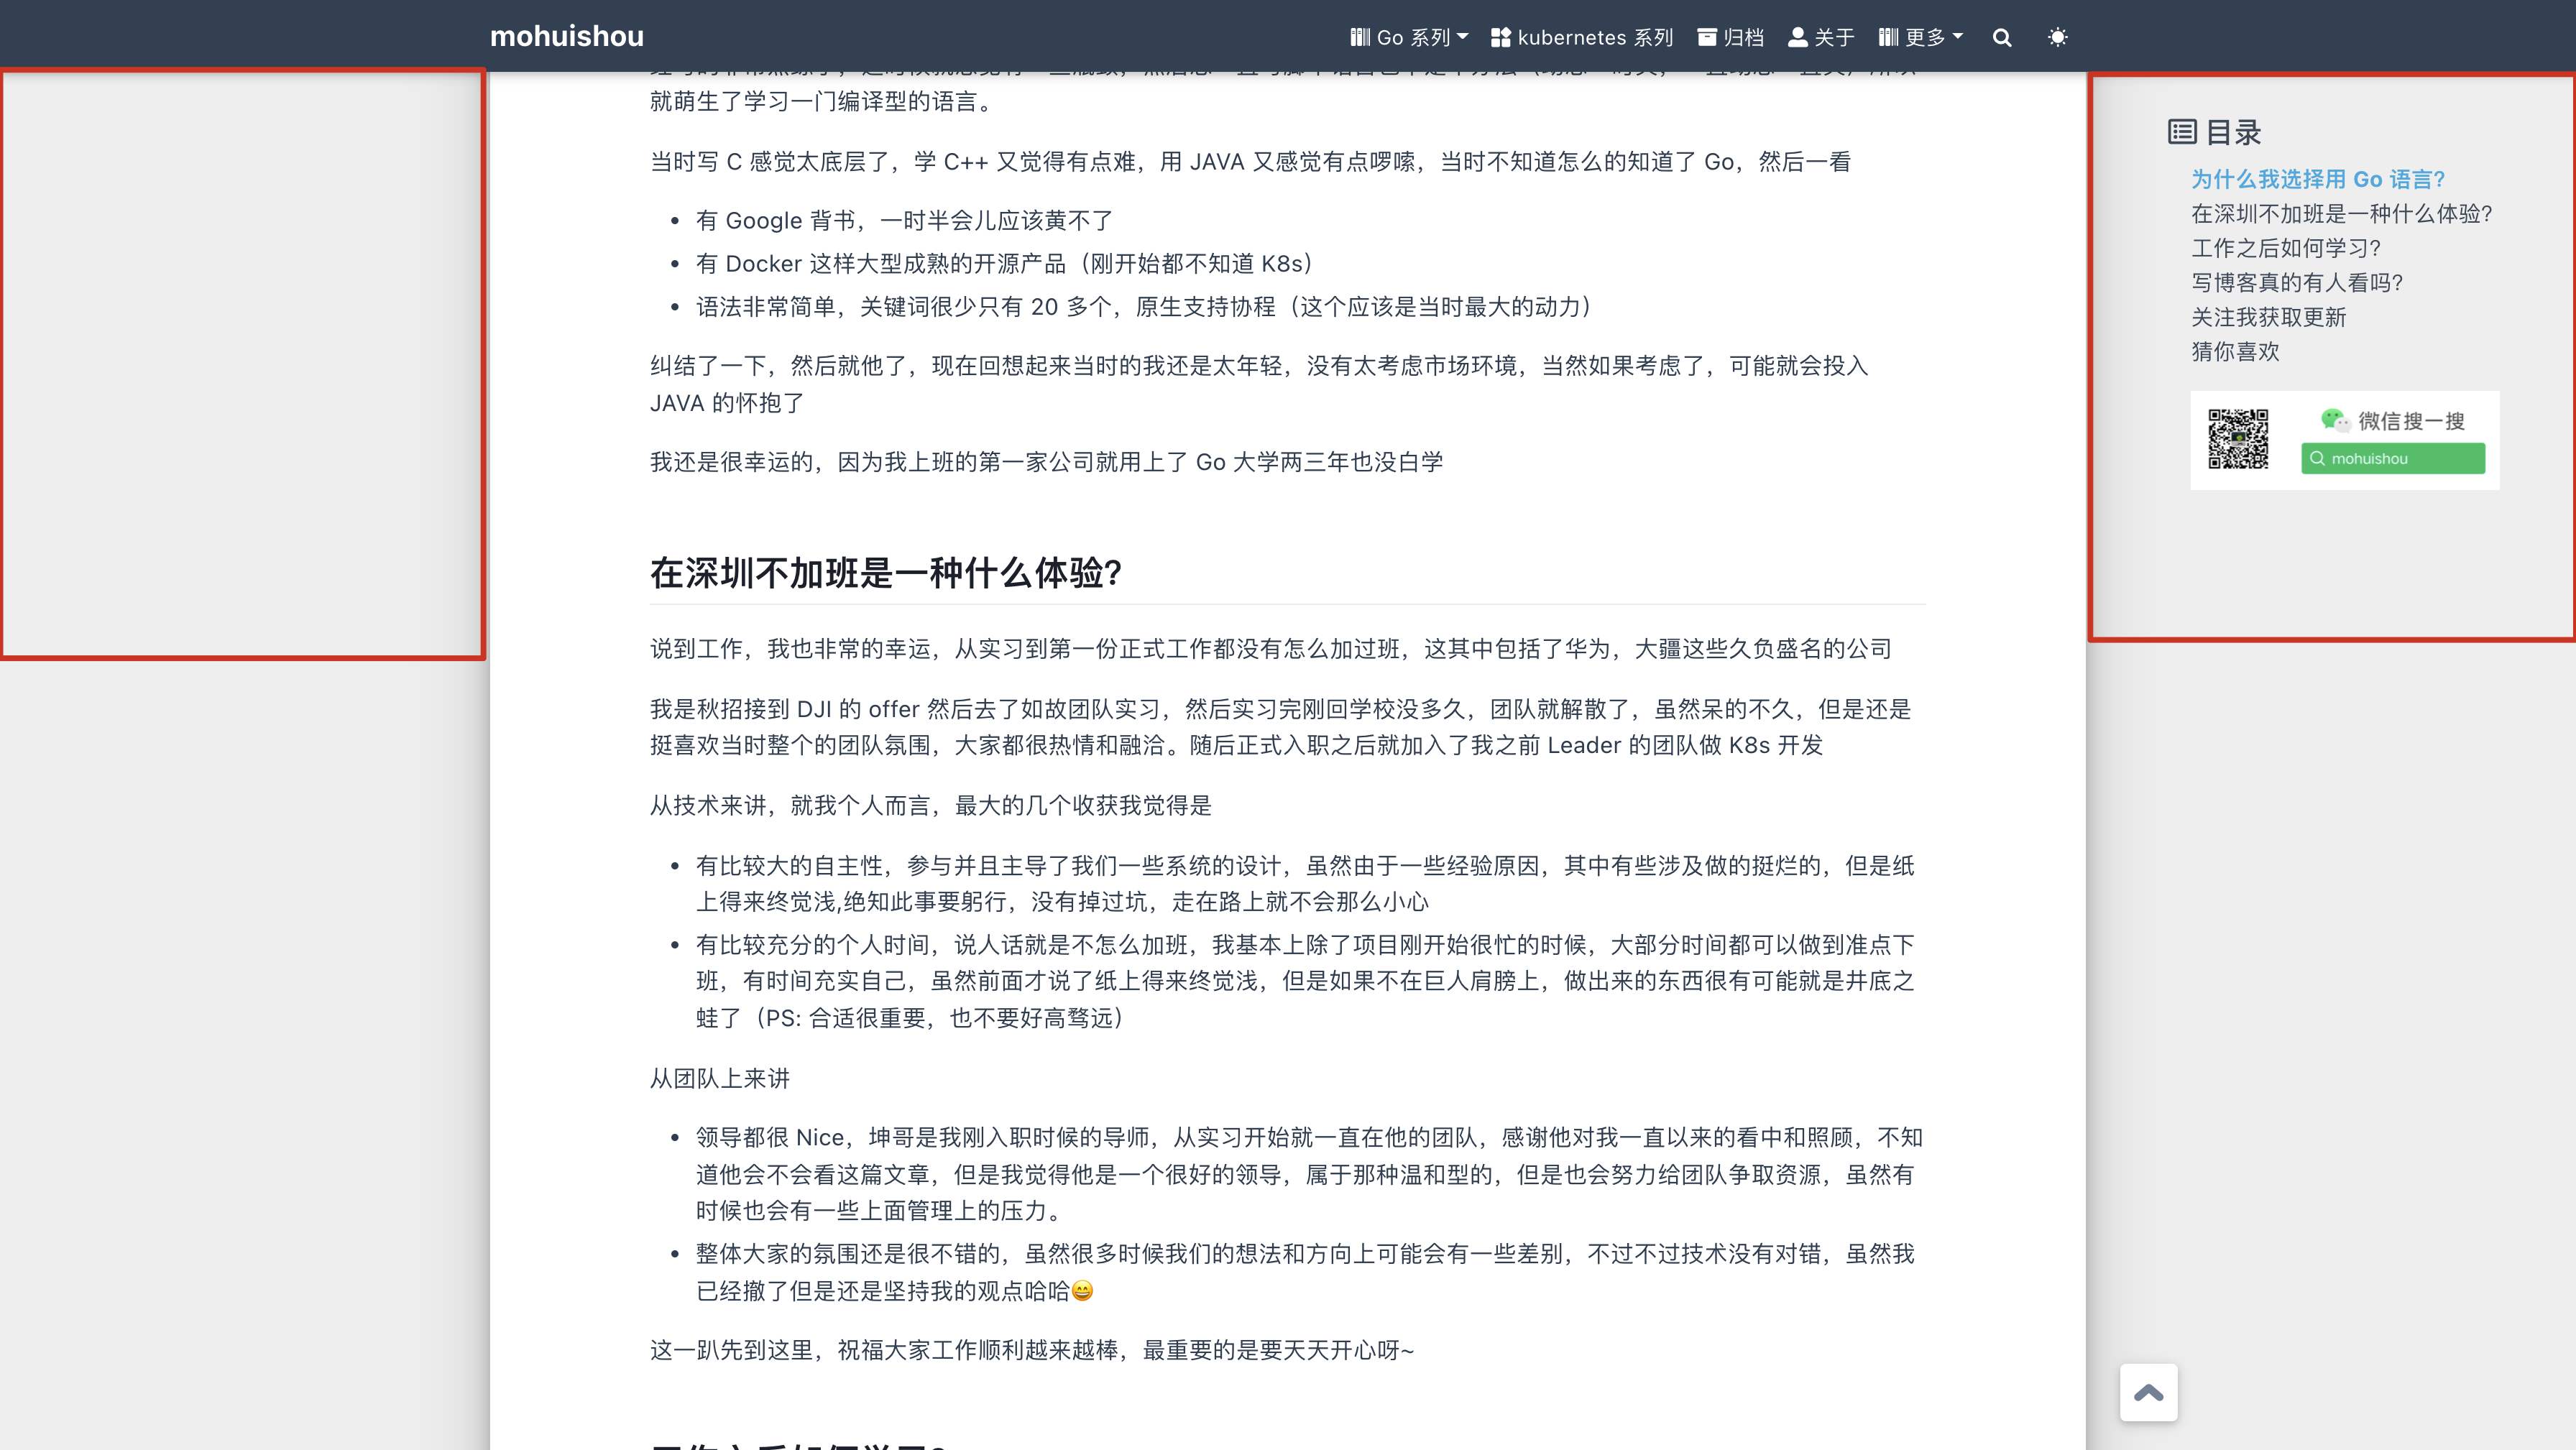 mohuishou
Go 系列
kubernetes 系列
归档
关于
更多
就萌生了学习一门编译型的语言。
当时写 C 感觉太底层了，学 C++ 又觉得有点难，用 JAVA 又感觉有点啰嗦，当时不知道怎么的知道了 Go，然后一看
• 有 Google 背书，一时半会儿应该黄不了
• 有 Docker 这样大型成熟的开源产品（刚开始都不知道 K8s）
• 语法非常简单，关键词很少只有 20 多个，原生支持协程（这个应该是当时最大的动力）
纠结了一下，然后就他了，现在回想起来当时的我还是太年轻，没有太考虑市场环境，当然如果考虑了，可能就会投入
JAVA 的怀抱了
我还是很幸运的，因为我上班的第一家公司就用上了 Go 大学两三年也没白学
在深圳不加班是一种什么体验?
说到工作，我也非常的幸运，从实习到第一份正式工作都没有怎么加过班，这其中包括了华为，大疆这些久负盛名的公司
我是秋招接到 DJI 的 offer 然后去了如故团队实习，然后实习完刚回学校没多久，团队就解散了，虽然呆的不久，但是还是
挺喜欢当时整个的团队氛围，大家都很热情和融洽。随后正式入职之后就加入了我之前 Leader 的团队做 K8s 开发
从技术来讲，就我个人而言，最大的几个收获我觉得是
• 有比较大的自主性，参与并且主导了我们一些系统的设计，虽然由于一些经验原因，其中有些涉及做的挺烂的，但是纸
上得来终觉浅,绝知此事要躬行，没有掉过坑，走在路上就不会那么小心
• 有比较充分的个人时间，说人话就是不怎么加班，我基本上除了项目刚开始很忙的时候，大部分时间都可以做到准点下
班，有时间充实自己，虽然前面才说了纸上得来终觉浅，但是如果不在巨人肩膀上，做出来的东西很有可能就是井底之
蛙了（PS: 合适很重要，也不要好高骛远）
从团队上来讲
• 领导都很 Nice，坤哥是我刚入职时候的导师，从实习开始就一直在他的团队，感谢他对我一直以来的看中和照顾，不知
道他会不会看这篇文章，但是我觉得他是一个很好的领导，属于那种温和型的，但是也会努力给团队争取资源，虽然有
时候也会有一些上面管理上的压力。
• 整体大家的氛围还是很不错的，虽然很多时候我们的想法和方向上可能会有一些差别，不过不过技术没有对错，虽然我
已经撤了但是还是坚持我的观点哈哈😄
这一趴先到这里，祝福大家工作顺利越来越棒，最重要的是要天天开心呀~
目录
为什么我选择用 Go 语言?
在深圳不加班是一种什么体验?
工作之后如何学习?
写博客真的有人看吗?
关注我获取更新
猜你喜欢
微信搜一搜
mohuishou